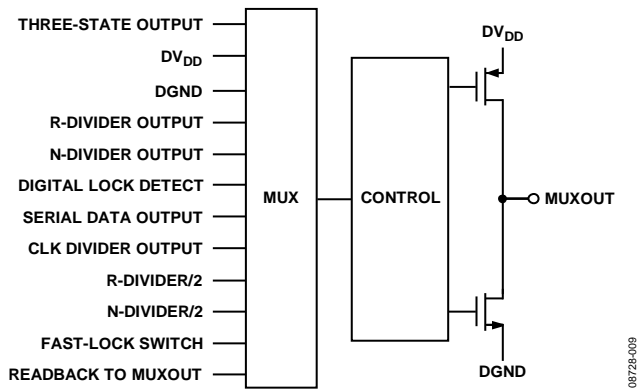 THREE-STATE OUTPUT
DVDD
DGND
R-DIVIDER OUTPUT
N-DIVIDER OUTPUT
DIGITAL LOCK DETECT
SERIAL DATA OUTPUT
CLK DIVIDER OUTPUT
R-DIVIDER/2
N-DIVIDER/2
FAST-LOCK SWITCH
READBACK TO MUXOUT
MUX
CONTROL
DVDD
MUXOUT
DGND
08728-009